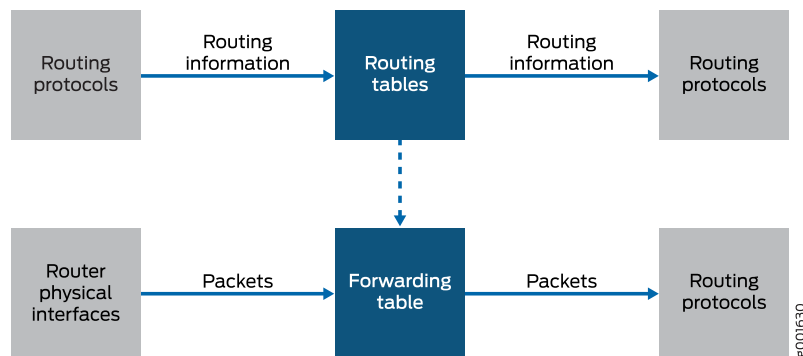 Routing
information
Routing
information
Routing
protocols
Routing
tables
Routing
protocols
Router
physical
interfaces
Packets
Forwarding
table
Packets
Routing
protocols
e001630